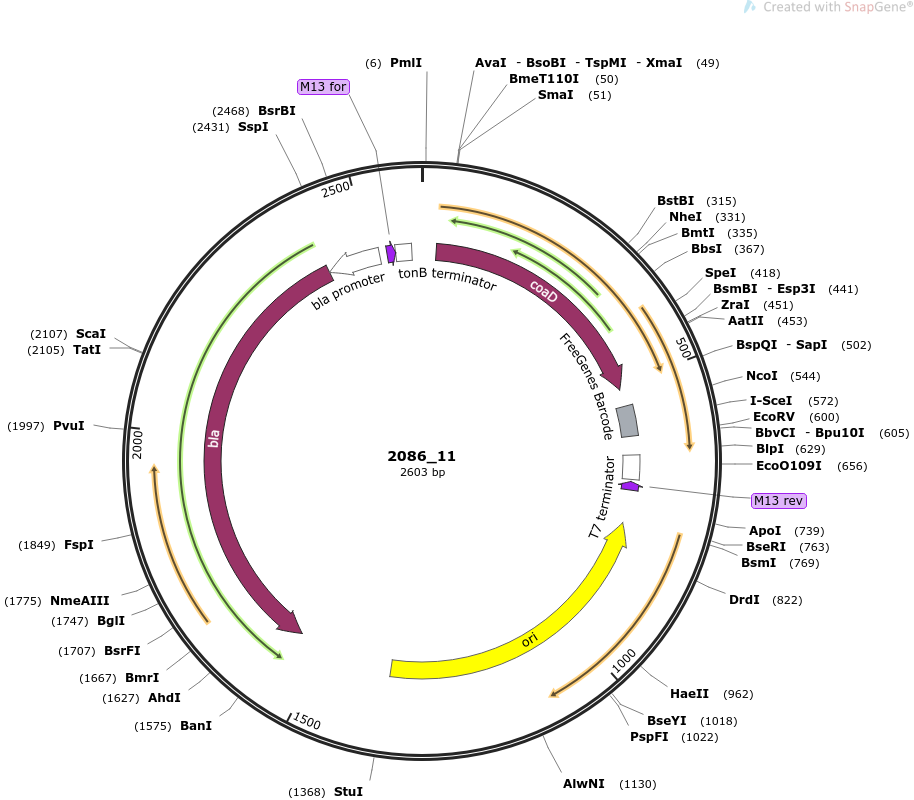 Created with SnapGene®
(6) PmlI
AvaI - BsoBI - TspMI - XmaI (49)
BmeT110I (50)
SmaI (51)
M13 for
(2468) BsrBI
(2431) SspI
2500
BstBI (315)
NheI (331)
BmtI (335)
BbsI (367)
SpeI (418)
BsmBI - Esp3I (441)
ZraI (451)
AatII (453)
BspQI - SapI (502)
NcoI (544)
I-SceI (572)
EcoRV (600)
BbvCI - Bpu10I (605)
BlpI (629)
EcoO109I (656)
M13 rev
ApoI (739)
BseRI (763)
BsmI (769)
DrdI (822)
HaeII (962)
BseYI (1018)
PspFI (1022)
AlwNI (1130)
(1368) StuI
(1575) BanI
(1627) AhdI
(1667) BmrI
(1707) BsrFI
(1747) BglI
(1775) NmeAIII
(1849) FspI
(1997) PvuI
(2105) TatI
(2107) ScaI
bla promoter
tonB terminator
coaD
FreeGenes Barcode
500
T7 terminator
ori
1000
1500
2000
bla
2086_11
2603 bp